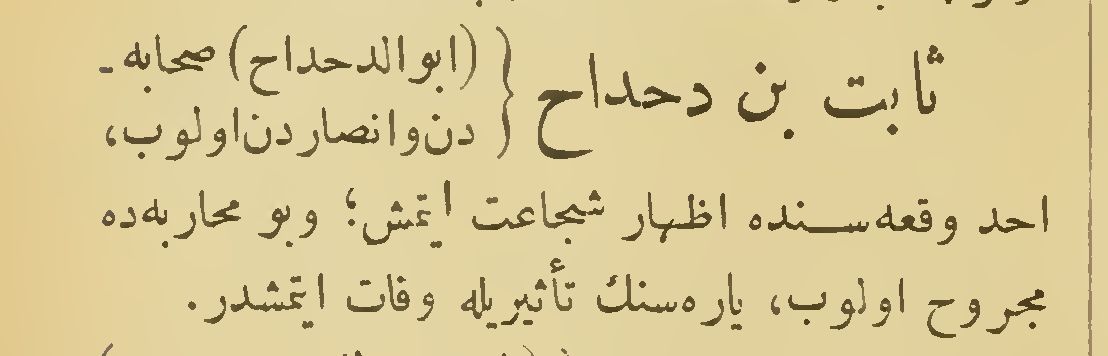 ثابت بن دحداح } (ابوالدحداح) صحابه‌ـ
دن وانصاردن اولوب،
احد وقعه‌سنده اظهار شجاعت ایتمش؛ وبو محاربه‌ده
مجروح اولوب، یاره‌سنك تأثیریله وفات ایتمشدر.